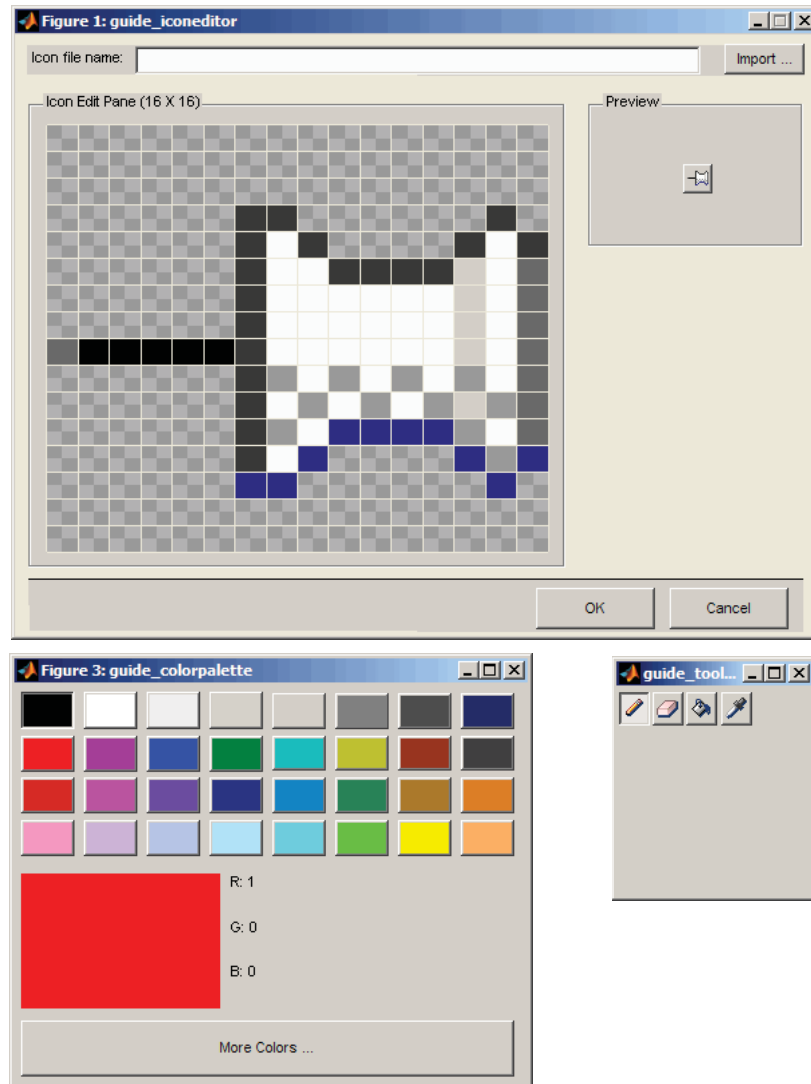 Figure 1: guide_iconeditor
Icon file name:
Import ...
Icon Edit Pane (16 X 16)
Preview
OK
Cancel
Figure 3: guide_colorpalette
guide_tool...
R: 1
G: 0
B: 0
More Colors ...